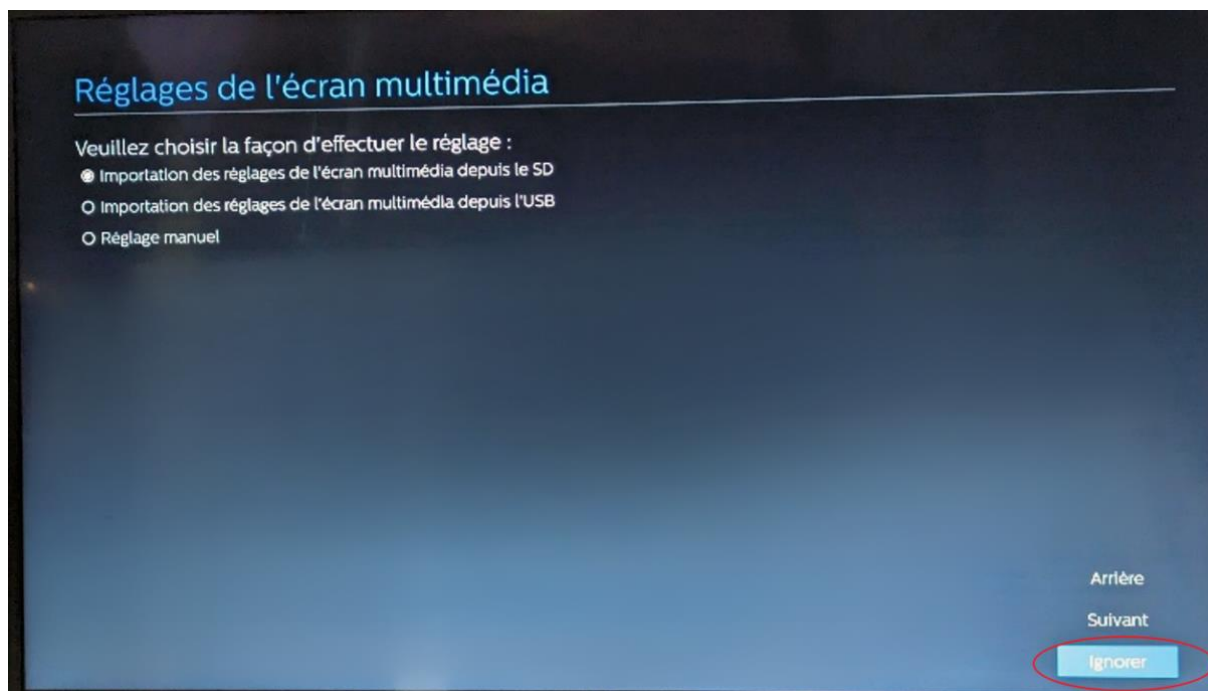 Réglages de l'écran multimédia
Veuillez choisir la façon d'effectuer le réglage :
Importation des réglages de l'écran multimédia depuis le SD
Importation des réglages de l'écran multimédia depuis l'USB
Réglage manuel
Arrière
Suivant
Ignorer